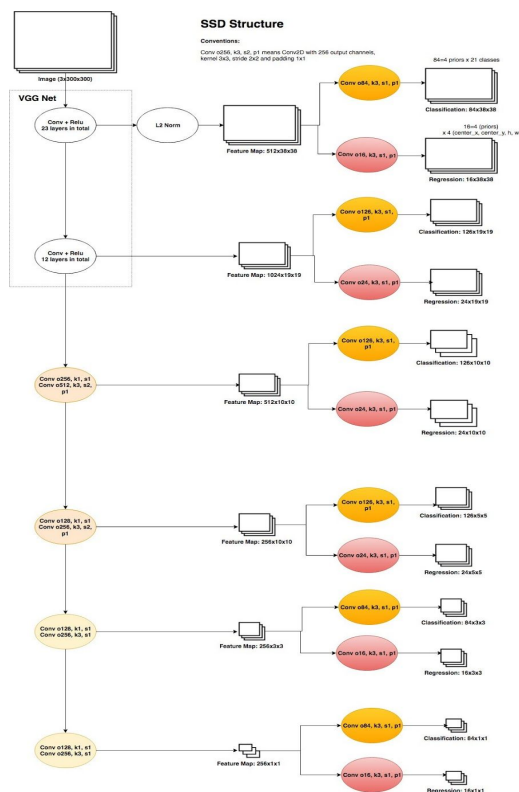 SSD Structure
Conventions:
Conv o256, k3, s2, p1 means Conv2D with 256 output channels,
kernel 3x3, stride 2x2 and padding 1x1
Image (3x300x300)
VGG Net
Conv + Relu
23 layers in total
L2 Norm
Feature Map: 512x38x38
Conv o84, k3, s1, p1
84=4 priors x 21 classes
Classification: 84x38x38
Conv o16, k3, s1, p1
16=4 (priors)
x 4 (center_x, center_y, h, w
Regression: 16x38x38
Conv + Relu
12 layers in total
Feature Map: 1024x19x19
Conv o126, k3, s1,
p1
Classification: 126x19x19
Conv o24, k3, s1, p1
Regression: 24x19x19
Conv o256, k1, s1
Conv o512, k3, s2,
p1
Feature Map: 512x10x10
Conv o126, k3, s1,
p1
Classification: 126x10x10
Conv o24, k3, s1, p1
Regression: 24x10x10
Conv o128, k1, s1
Conv o256, k3, s2,
p1
Feature Map: 256x10x10
Conv o126, k3, s1,
p1
Classification: 126x5x5
Conv o24, k3, s1, p1
Regression: 24x5x5
Conv o128, k1, s1
Conv o256, k3, s1
Feature Map: 256x3x3
Conv o84, k3, s1, p1
Classification: 84x3x3
Conv o16, k3, s1, p1
Regression: 16x3x3
Conv o128, k1, s1
Conv o256, k3, s1
Feature Map: 256x1x1
Conv o84, k3, s1, p1
Classification: 84x1x1
Conv o16, k3, s1, p1
Regression: 16x1x1